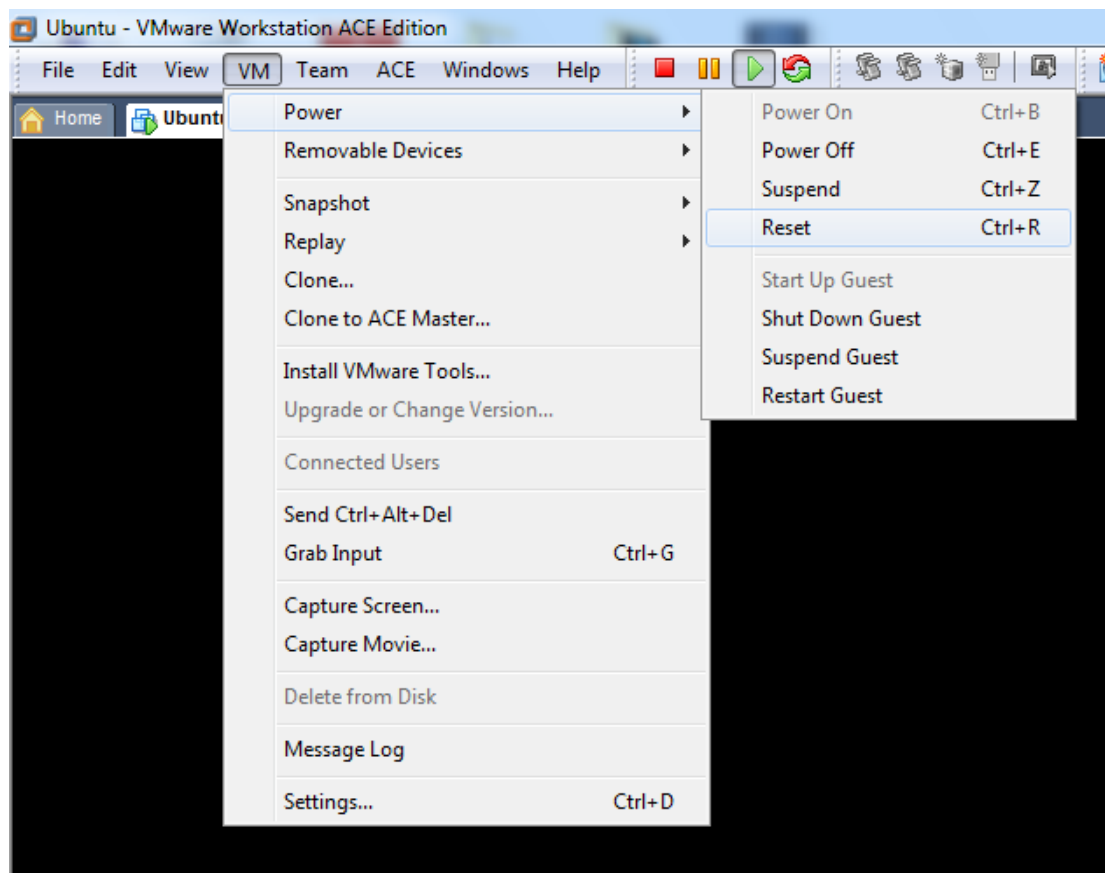 Ubuntu - VMware Workstation ACE Edition
File Edit View VM Team ACE Windows Help
Home Ubuntu
Power
Removable Devices
Snapshot
Replay
Clone...
Clone to ACE Master...
Install VMware Tools...
Upgrade or Change Version...
Connected Users
Send Ctrl+Alt+Del
Grab Input Ctrl+G
Capture Screen...
Capture Movie...
Delete from Disk
Message Log
Settings... Ctrl+D
Power On Ctrl+B
Power Off Ctrl+E
Suspend Ctrl+Z
Reset Ctrl+R
Start Up Guest
Shut Down Guest
Suspend Guest
Restart Guest